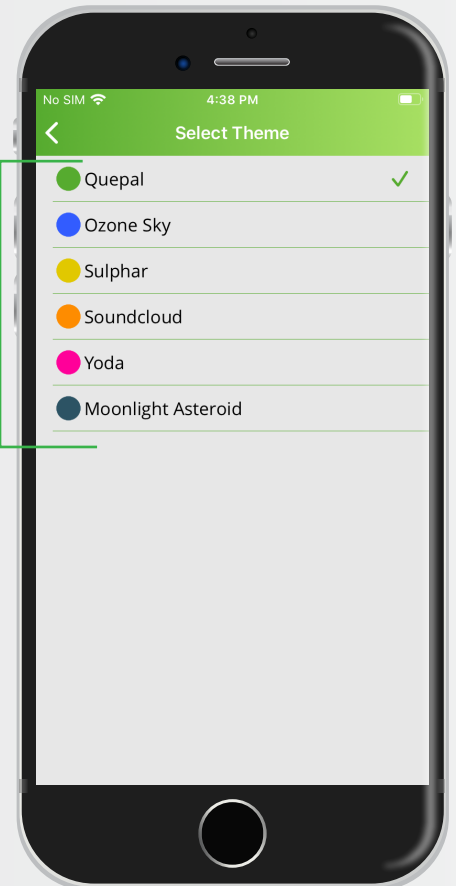 No SIM 4:38 PM
Select Theme
Quepal
Ozone Sky
Sulphar
Soundcloud
Yoda
Moonlight Asteroid